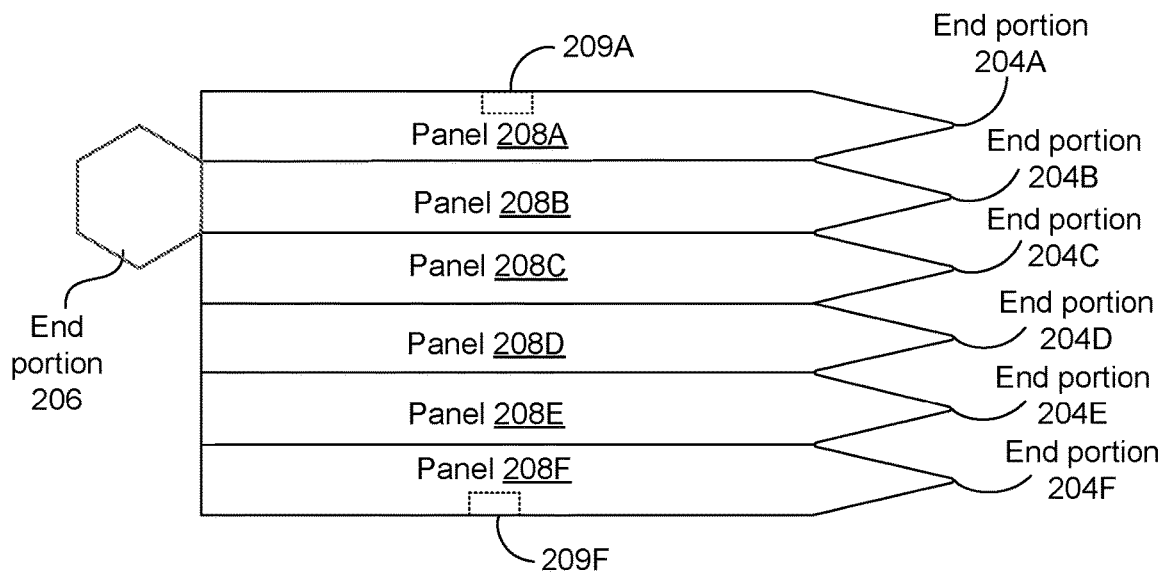 209A
End portion
204A
Panel 208A
End portion
204B
Panel 208B
End portion
204C
Panel 208C
End portion
204D
End
portion
206
Panel 208D
End portion
204E
Panel 208E
End portion
204F
Panel 208F
209F